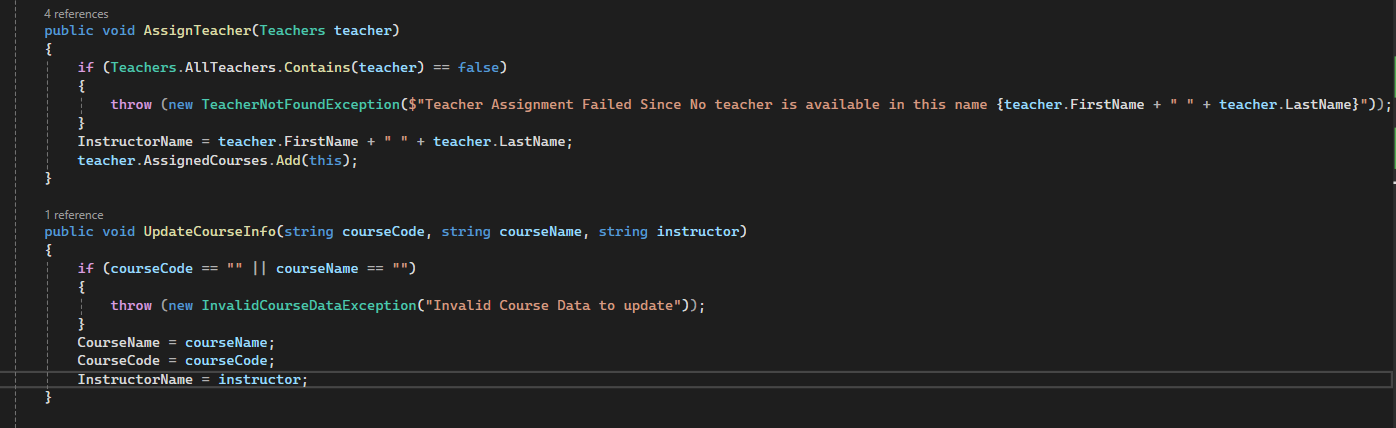 4 references
public void AssignTeacher(Teachers teacher)
{
if (Teachers.AllTeachers.Contains(teacher) == false)
{
throw (new TeacherNotFoundException($"Teacher Assignment Failed Since No teacher is available in this name {teacher.FirstName + " " + teacher.LastName}"));
}
InstructorName = teacher.FirstName + " " + teacher.LastName;
teacher.AssignedCourses.Add(this);
}
1 reference
public void UpdateCourseInfo(string courseCode, string courseName, string instructor)
{
if (courseCode == "" || courseName == "")
{
throw (new InvalidCourseDataException("Invalid Course Data to update"));
}
CourseName = courseName;
CourseCode = courseCode;
InstructorName = instructor;
}